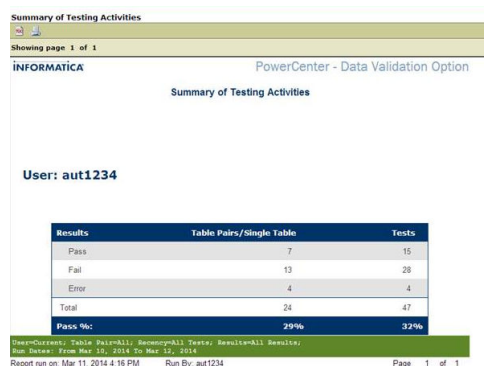 Summary of Testing Activities
Showing page 1 of 1
INFORMATICA PowerCenter - Data Validation Option
Summary of Testing Activities
User: aut1234
Results Table Pairs/Single Table Tests
Pass 7 15
Fail 13 28
Error 4 4
Total 24 47
Pass %: 29% 32%
User=Current; Table Pair=All; Recency=All Tests; Results=All Results;
Run Dates: From Mar 10, 2014 To Mar 12, 2014
Report run on: Mar 11, 2014 4:16 PM Run By: aut1234 Page 1 of 1